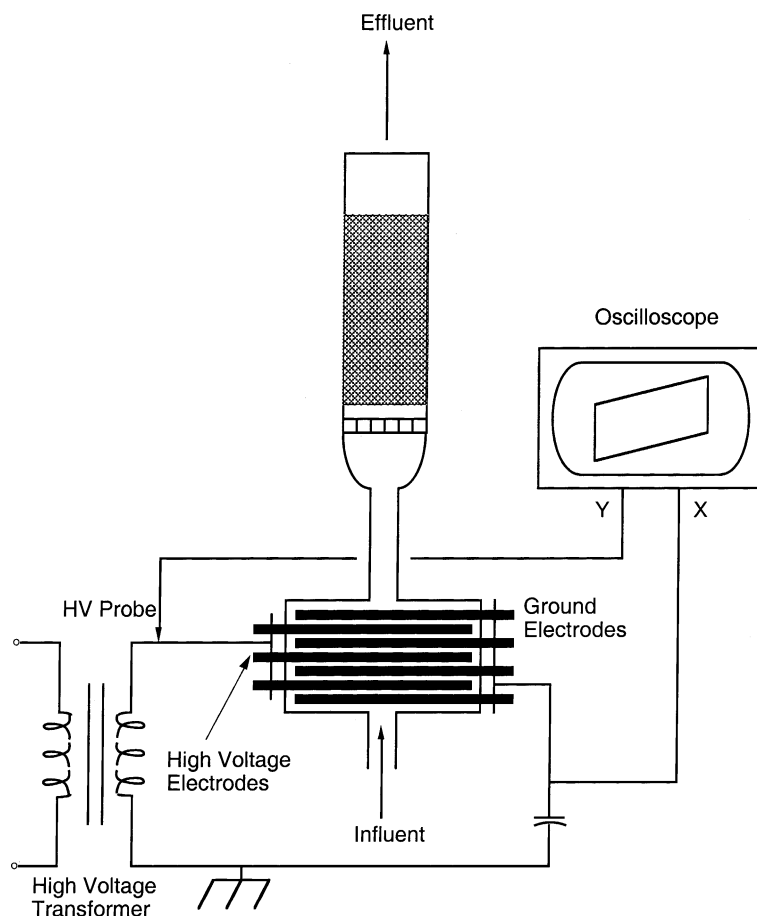 Effluent
Oscilloscope
Y
X
HV Probe
Ground
Electrodes
High Voltage
Electrodes
Influent
High Voltage
Transformer